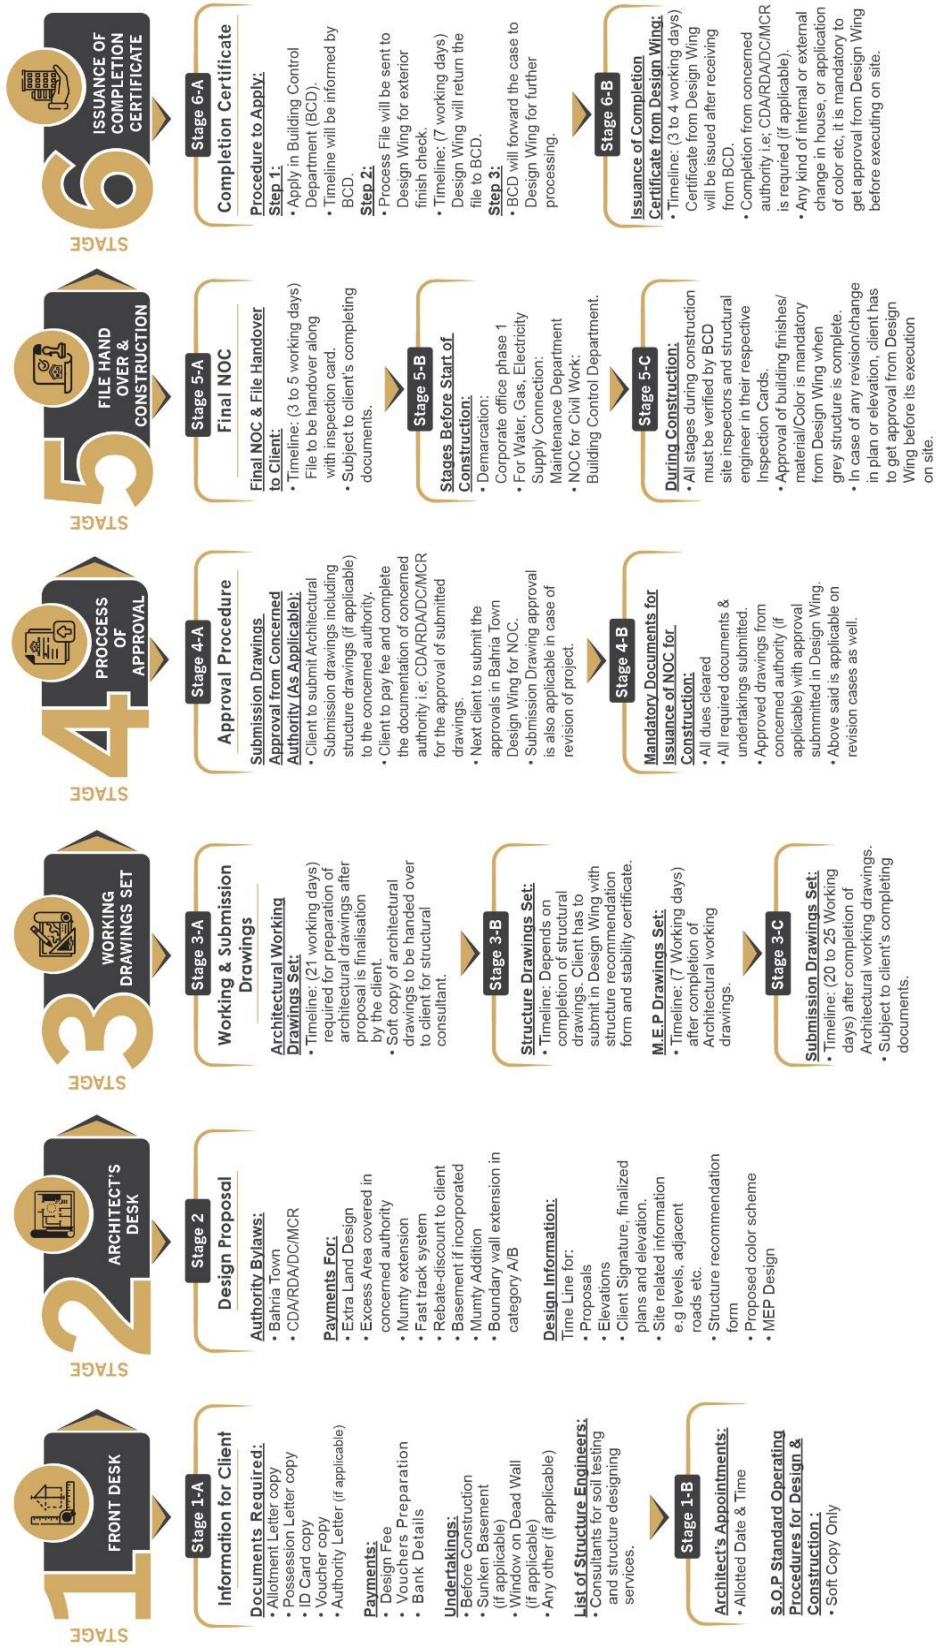 STAGE
1
FRONT DESK
Stage 1-A
Information for Client
Documents Required:
• Allotment Letter copy
• Possession Letter copy
• ID Card copy
• Voucher copy
• Authority Letter (if applicable)
Payments:
• Design Fee
• Vouchers Preparation
• Bank Details
Undertakings:
• Before Construction
• Sunken Basement
(if applicable)
• Window on Dead Wall
(if applicable)
• Any other (if applicable)
List of Structure Engineers:
• Consultants for soil testing
and structure designing
services.
Stage 1-B
Architect's Appointments:
• Allotted Date & Time
S.O.P Standard Operating
Procedures for Design &
Construction :
• Soft Copy Only
STAGE
2
ARCHITECT'S
DESK
Stage 2
Design Proposal
Authority Bylaws:
• Bahria Town
• CDA/RDA/DC/MCR
Payments For:
• Extra Land Design
• Excess Area covered in
concerned authority
• Mumty extension
• Fast track system
• Rebate-discount to client
• Basement if incorporated
• Mumty Addition
• Boundary wall extension in
category A/B
Design Information:
Time Line for:
• Proposals
• Elevations
• Client Signature, finalized
plans and elevation.
• Site related information
e.g levels, adjacent
roads etc.
• Structure recommendation
form
• Proposed color scheme
• MEP Design
STAGE
3
WORKING
DRAWINGS SET
Stage 3-A
Working & Submission
Drawings
Architectural Working
Drawings Set:
• Timeline: (21 working days)
required for preparation of
architectural drawings after
proposal is finalisation
by the client.
• Soft copy of architectural
drawings to be handed over
to client for structural
consultant.
Stage 3-B
Structure Drawings Set:
• Timeline: Depends on
completion of structural
drawings. Client has to
submit in Design Wing with
structure recommendation
form and stability certificate.
M.E.P Drawings Set:
• Timeline: (7 Working days)
after completion of
Architectural working
drawings.
Stage 3-C
Submission Drawings Set:
• Timeline: (20 to 25 Working
days) after completion of
Architectural working drawings.
• Subject to client's completing
documents.
STAGE
4
PROCCESS
OF
APPROVAL
Stage 4-A
Approval Procedure
Submission Drawings
Approval from Concerned
Authority (As Applicable):
• Client to submit Architectural
Submission drawings including
structure drawings (if applicable)
to the concerned authority.
• Client to pay fee and complete
the documentation of concerned
authority i.e; CDA/RDA/DC/MCR
for the approval of submitted
drawings.
• Next client to submit the
approvals in Bahria Town
Design Wing for NOC.
• Submission Drawing approval
is also applicable in case of
revision of project.
Stage 4-B
Mandatory Documents for
Issuance of NOC for
Construction:
• All dues cleared
• All required documents &
undertakings submitted.
• Approved drawings from
concerned authority (if
applicable) with approval
submitted in Design Wing.
• Above said is applicable on
revision cases as well.
STAGE
5
FILE HAND
OVER &
CONSTRUCTION
Stage 5-A
Final NOC
Final NOC & File Handover
to Client:
• Timeline: (3 to 5 working days)
File to be handover along
with inspection card.
• Subject to client's completing
documents.
Stage 5-B
Stages Before Start of
Construction:
• Demarcation:
Corporate office phase 1
• For Water, Gas, Electricity
Supply Connection:
Maintenance Department
• NOC for Civil Work:
Building Control Department.
Stage 5-C
During Construction:
• All stages during construction
must be verified by BCD
site inspectors and structural
engineer in their respective
Inspection Cards.
• Approval of building finishes/
material/Color is mandatory
from Design Wing when
grey structure is complete.
• In case of any revision/change
in plan or elevation, client has
to get approval from Design
Wing before its execution
on site.
STAGE
6
ISSUANCE OF
COMPLETION
CERTIFICATE
Stage 6-A
Completion Certificate
Procedure to Apply:
Step 1:
• Apply in Building Control
Department (BCD).
• Timeline will be informed by
BCD.
Step 2:
• Process File will be sent to
Design Wing for exterior
finish check.
• Timeline: (7 working days)
Design Wing will return the
file to BCD.
Step 3:
• BCD will forward the case to
Design Wing for further
processing.
Stage 6-B
Issuance of Completion
Certificate from Design Wing:
• Timeline: (3 to 4 working days)
Certificate from Design Wing
will be issued after receiving
from BCD.
• Completion from concerned
authority i.e; CDA/RDA/DC/MCR
is required (if applicable).
• Any kind of internal or external
change in house, or application
of color etc, it is mandatory to
get approval from Design Wing
before executing on site.